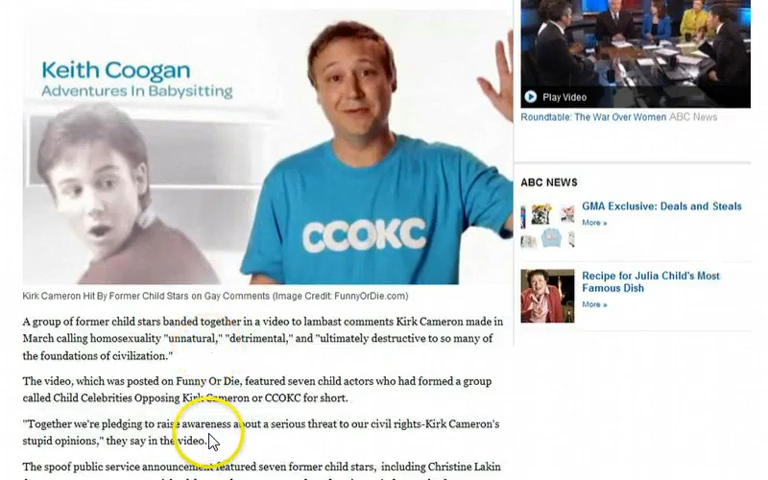 Keith Coogan
Adventures In Babysitting
CCOKC
Kirk Cameron Hit By Former Child Stars on Gay Comments (Image Credit: FunnyOrDie.com)
A group of former child stars banded together in a video to lambast comments Kirk Cameron made in
March calling homosexuality "unnatural," "detrimental," and "ultimately destructive to so many of
the foundations of civilization."
The video, which was posted on Funny Or Die, featured seven child actors who had formed a group
called Child Celebrities Opposing Kirk Cameron or CCOKC for short.
"Together we're pledging to raise awareness about a serious threat to our civil rights-Kirk Cameron's
stupid opinions," they say in the video.
The spoof public service announcement featured seven former child stars, including Christine Lakin
Play Video
Roundtable: The War Over Women ABC News
ABC NEWS
GMA Exclusive: Deals and Steals
More »
Recipe for Julia Child's Most
Famous Dish
More »